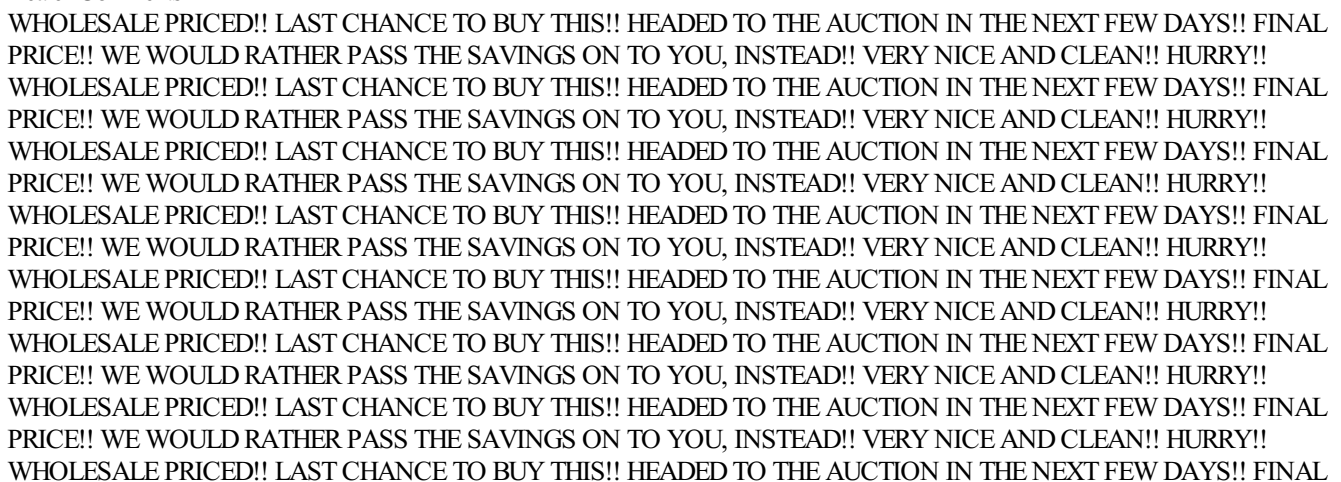 WHOLESALE PRICED!! LAST CHANCE TO BUY THIS!! HEADED TO THE AUCTION IN THE NEXT FEW DAYS!! FINAL
PRICE!! WE WOULD RATHER PASS THE SAVINGS ON TO YOU, INSTEAD!! VERY NICE AND CLEAN!! HURRY!!
WHOLESALE PRICED!! LAST CHANCE TO BUY THIS!! HEADED TO THE AUCTION IN THE NEXT FEW DAYS!! FINAL
PRICE!! WE WOULD RATHER PASS THE SAVINGS ON TO YOU, INSTEAD!! VERY NICE AND CLEAN!! HURRY!!
WHOLESALE PRICED!! LAST CHANCE TO BUY THIS!! HEADED TO THE AUCTION IN THE NEXT FEW DAYS!! FINAL
PRICE!! WE WOULD RATHER PASS THE SAVINGS ON TO YOU, INSTEAD!! VERY NICE AND CLEAN!! HURRY!!
WHOLESALE PRICED!! LAST CHANCE TO BUY THIS!! HEADED TO THE AUCTION IN THE NEXT FEW DAYS!! FINAL
PRICE!! WE WOULD RATHER PASS THE SAVINGS ON TO YOU, INSTEAD!! VERY NICE AND CLEAN!! HURRY!!
WHOLESALE PRICED!! LAST CHANCE TO BUY THIS!! HEADED TO THE AUCTION IN THE NEXT FEW DAYS!! FINAL
PRICE!! WE WOULD RATHER PASS THE SAVINGS ON TO YOU, INSTEAD!! VERY NICE AND CLEAN!! HURRY!!
WHOLESALE PRICED!! LAST CHANCE TO BUY THIS!! HEADED TO THE AUCTION IN THE NEXT FEW DAYS!! FINAL
PRICE!! WE WOULD RATHER PASS THE SAVINGS ON TO YOU, INSTEAD!! VERY NICE AND CLEAN!! HURRY!!
WHOLESALE PRICED!! LAST CHANCE TO BUY THIS!! HEADED TO THE AUCTION IN THE NEXT FEW DAYS!! FINAL
PRICE!! WE WOULD RATHER PASS THE SAVINGS ON TO YOU, INSTEAD!! VERY NICE AND CLEAN!! HURRY!!
WHOLESALE PRICED!! LAST CHANCE TO BUY THIS!! HEADED TO THE AUCTION IN THE NEXT FEW DAYS!! FINAL